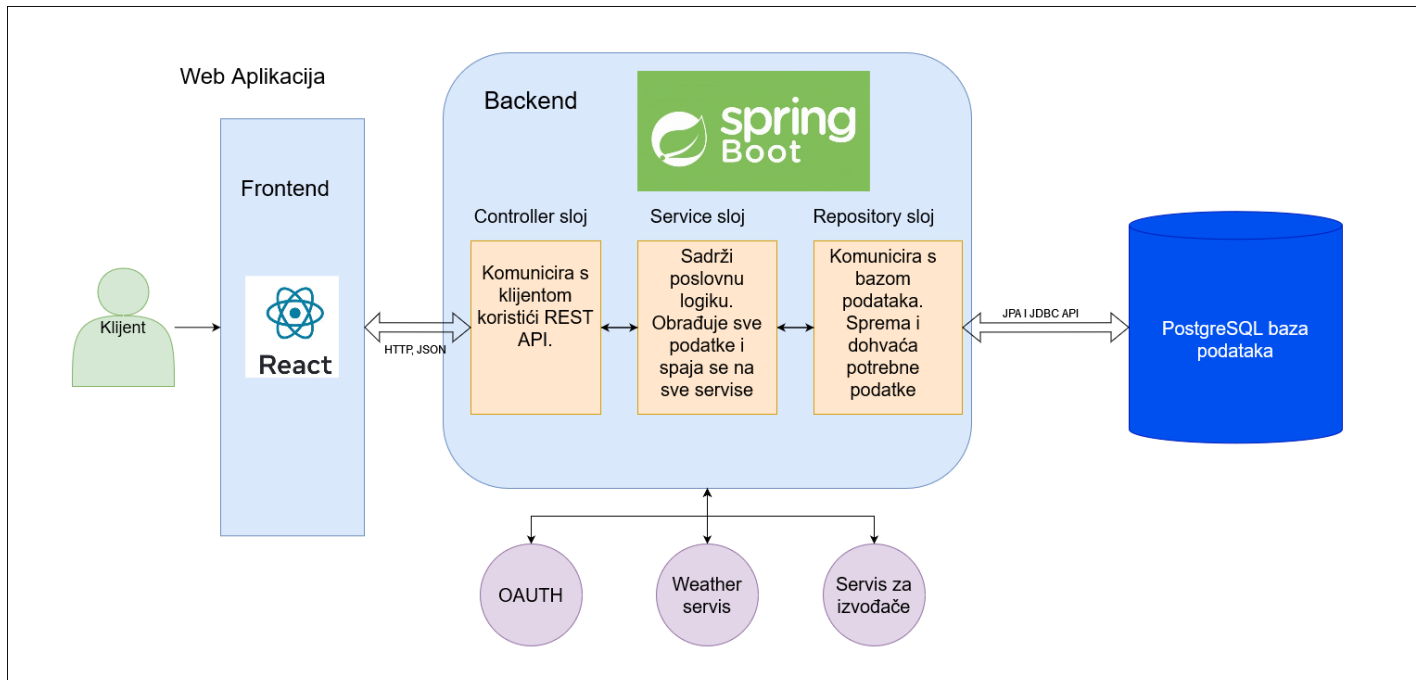 Web Aplikacija
Backend
spring
Boot
Frontend
Controller sloj
Service sloj
Repository sloj
Klijent
React
HTTP, JSON
Komunicira s
klijentom
koristići REST
API.
Sadrži
poslovnu
logiku.
Obrađuje sve
podatke i
spaja se na
sve servise
Komunicira s
bazom
podataka.
Sprema i
dohvaća
potrebne
podatke
JPA I JDBC API
PostgreSQL baza
podataka
OAUTH
Weather
servis
Servis za
izvođače